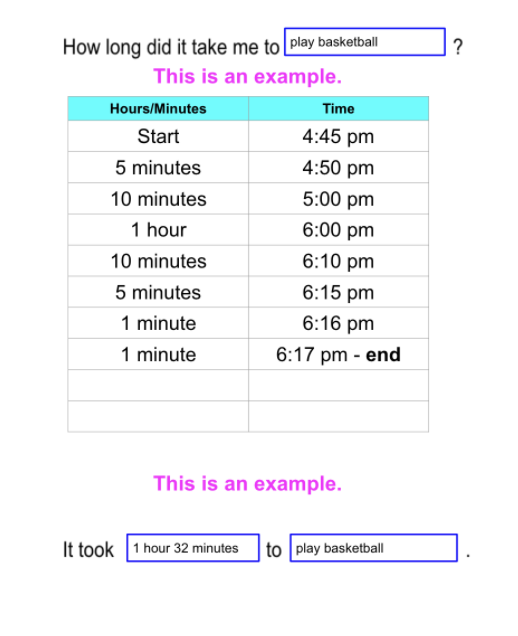 How long did it take me to play basketball ?
This is an example.
Hours/Minutes Time
Start 4:45 pm
5 minutes 4:50 pm
10 minutes 5:00 pm
1 hour 6:00 pm
10 minutes 6:10 pm
5 minutes 6:15 pm
1 minute 6:16 pm
1 minute 6:17 pm - end
This is an example.
It took 1 hour 32 minutes to play basketball .